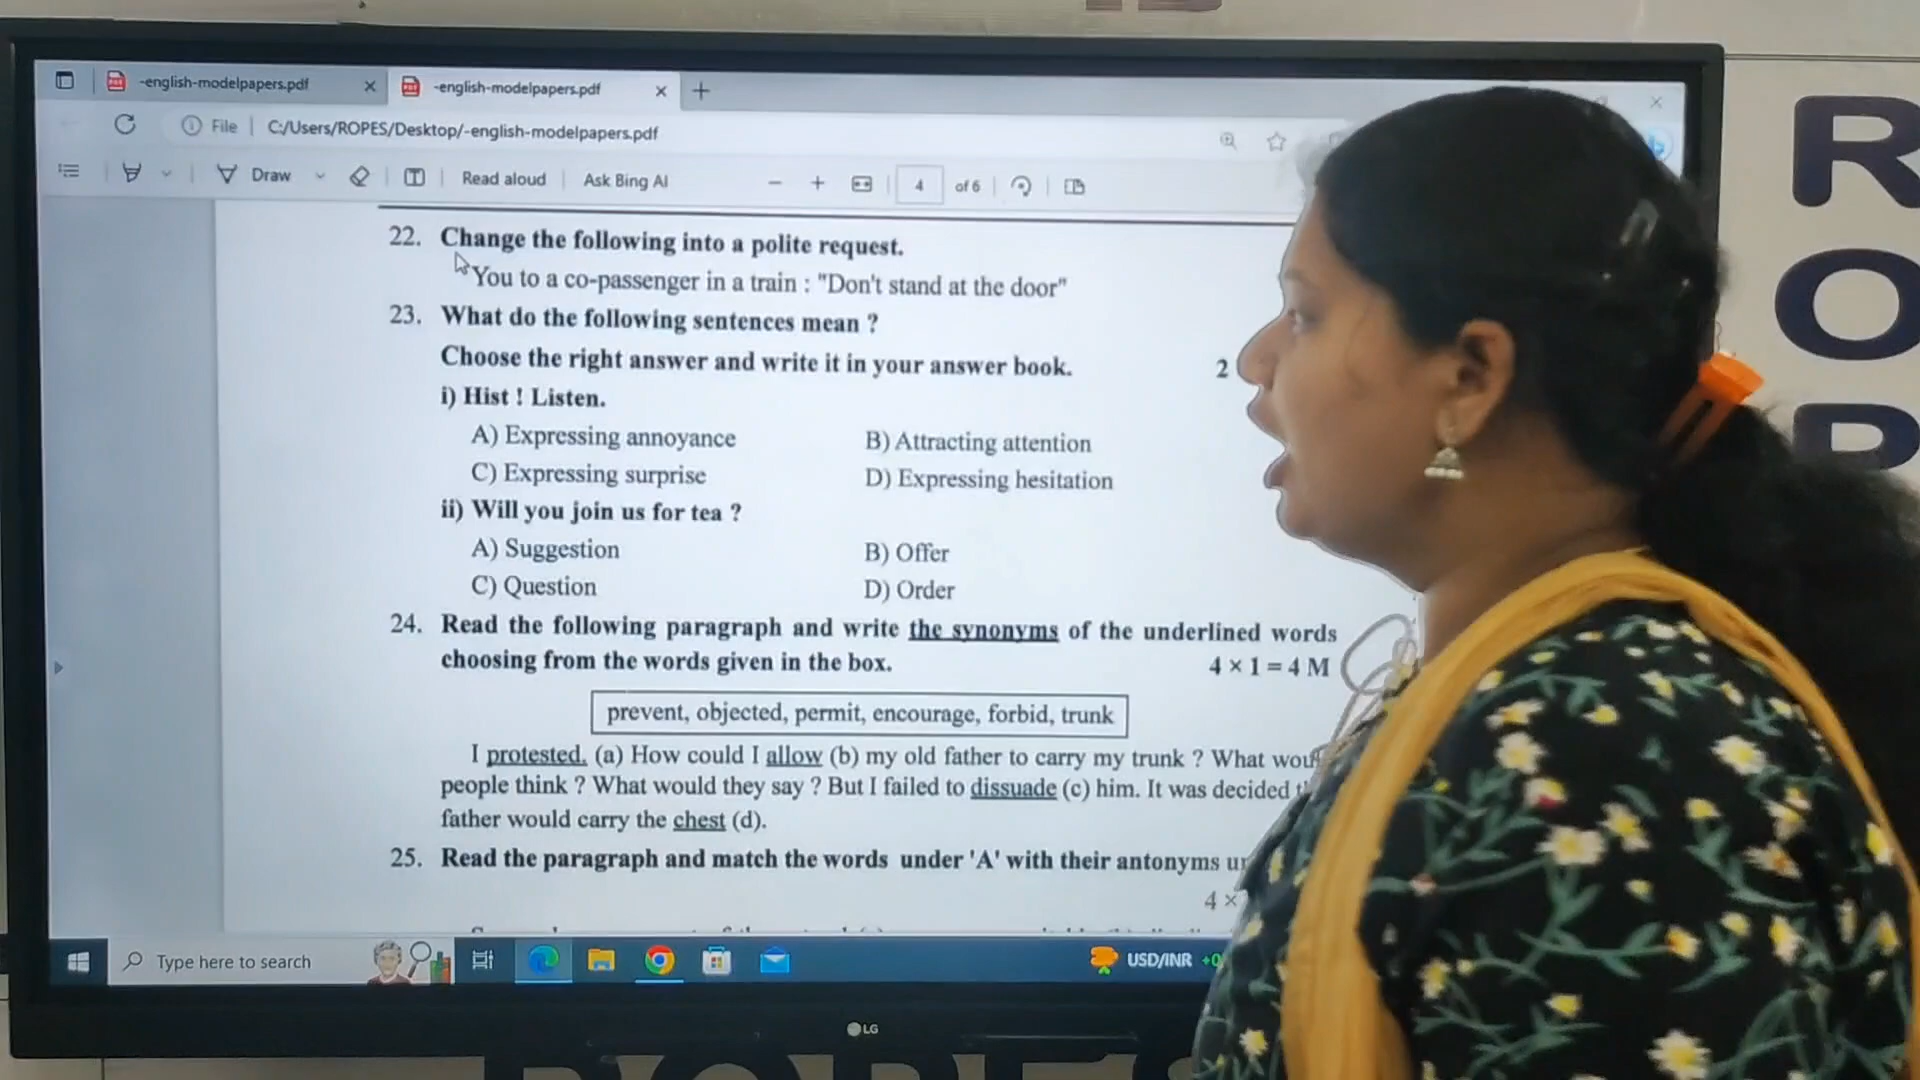 -english-modelpapers.pdf
-english-modelpapers.pdf
File
C:/Users/ROPES/Desktop/-english-modelpapers.pdf
Draw
Read aloud
Ask Bing AI
4
of 6
22. Change the following into a polite request.
You to a co-passenger in a train : "Don't stand at the door"
23. What do the following sentences mean ?
Choose the right answer and write it in your answer book. 2
i) Hist ! Listen.
A) Expressing annoyance B) Attracting attention
C) Expressing surprise D) Expressing hesitation
ii) Will you join us for tea ?
A) Suggestion B) Offer
C) Question D) Order
24. Read the following paragraph and write the synonyms of the underlined words
choosing from the words given in the box. 4 × 1 = 4 M
prevent, objected, permit, encourage, forbid, trunk
I protested. (a) How could I allow (b) my old father to carry my trunk ? What
people think ? What would they say ? But I failed to dissuade (c) him. It was decided
father would carry the chest (d).
25. Read the paragraph and match the words under 'A' with their antonyms
4 ×
Type here to search
USD/INR
LG
ROP
ROPES